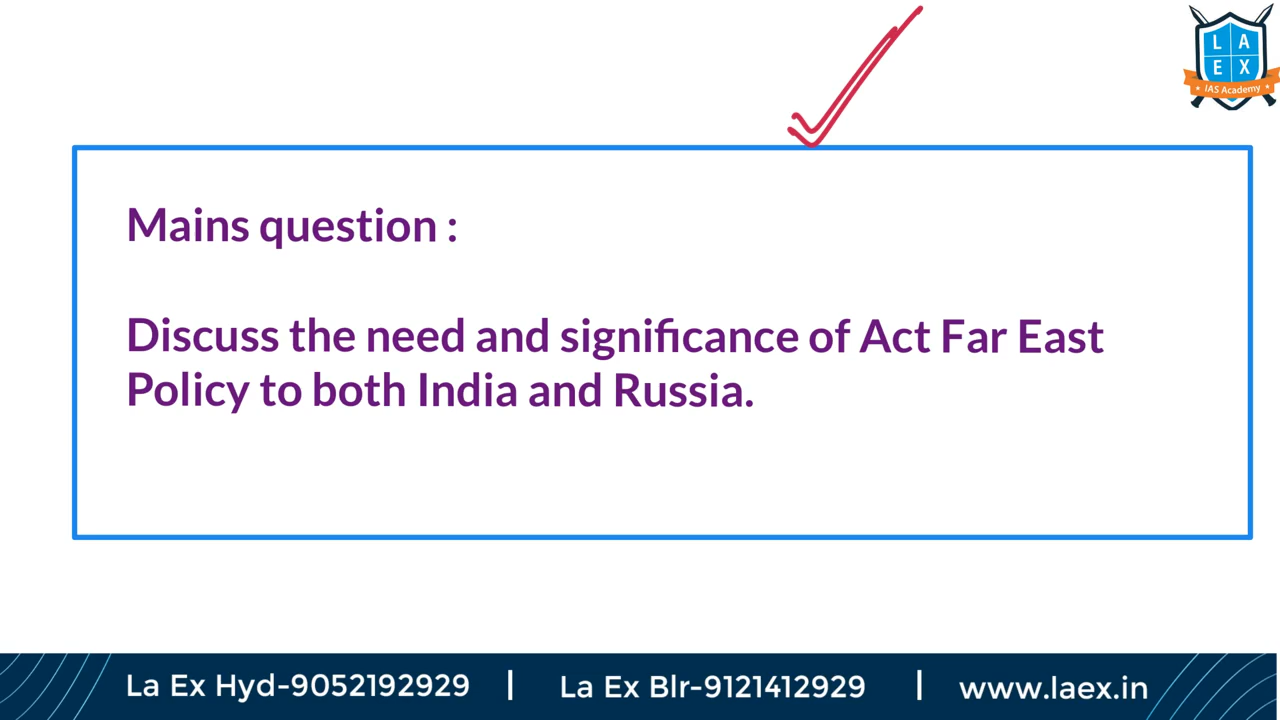 L A
E X
IAS Academy
Mains question :
Discuss the need and significance of Act Far East
Policy to both India and Russia.
La Ex Hyd-9052192929 | La Ex Blr-9121412929 | www.laex.in